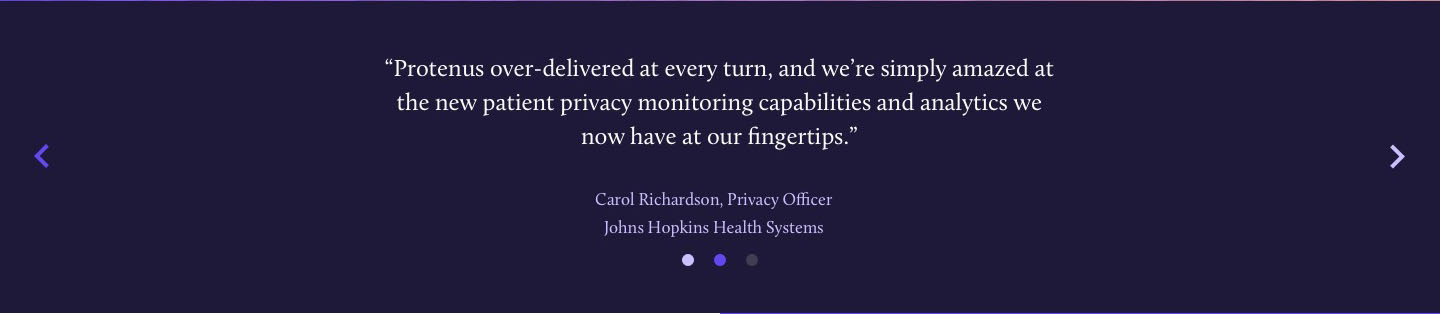 “Protenus over-delivered at every turn, and we’re simply amazed at
the new patient privacy monitoring capabilities and analytics we
now have at our fingertips.”
Carol Richardson, Privacy Officer
Johns Hopkins Health Systems